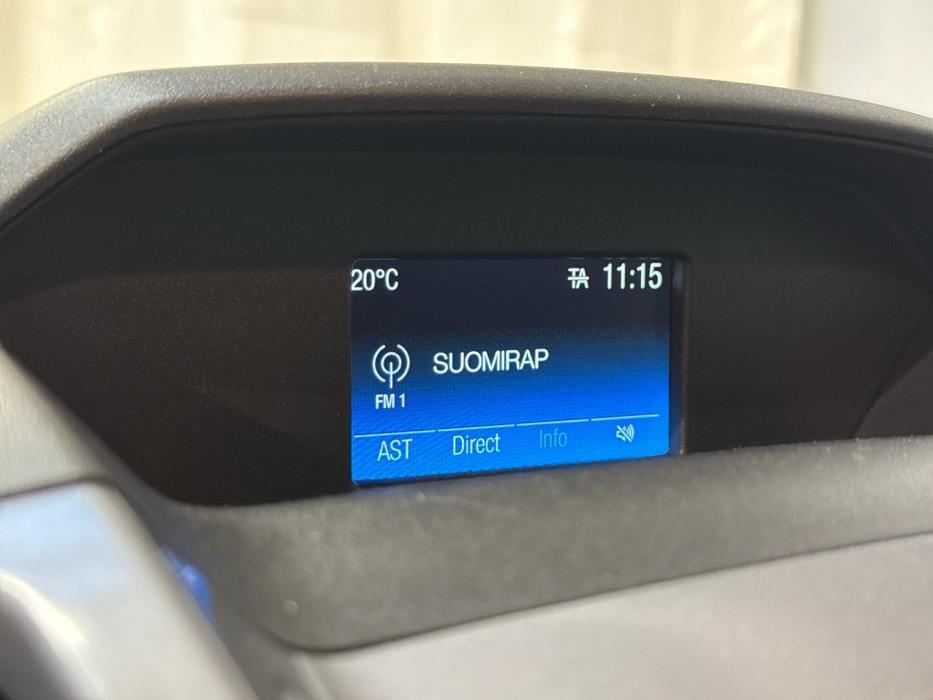 20°C TA 11:15
SUOMIRAP
FM 1
AST Direct Info